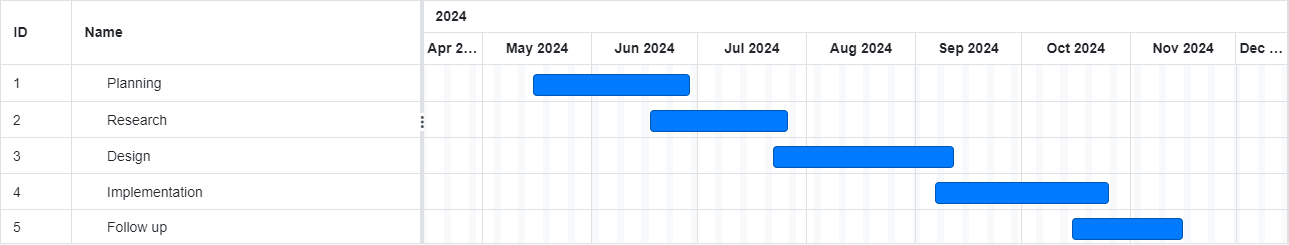 2024
ID Name
Apr 2… May 2024 Jun 2024 Jul 2024 Aug 2024 Sep 2024 Oct 2024 Nov 2024 Dec …
1 Planning
2 Research
3 Design
4 Implementation
5 Follow up